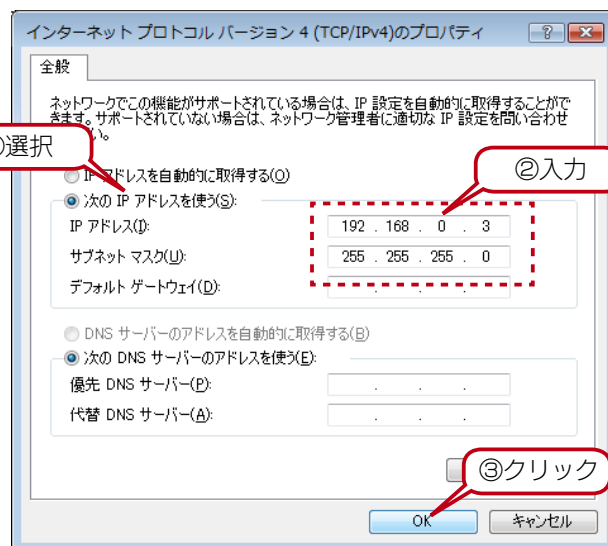 インターネット プロトコル バージョン 4 (TCP/IPv4)のプロパティ
全般
ネットワークでこの機能がサポートされている場合は、IP 設定を自動的に取得することがで
きます。サポートされていない場合は、ネットワーク管理者に適切な IP 設定を問い合わせ
い。
選択
②入力
IP アドレスを自動的に取得する(O)
次の IP アドレスを使う(S):
IP アドレス(I):
192 . 168 . 0 . 3
サブネット マスク(U):
255 . 255 . 255 . 0
デフォルト ゲートウェイ(D):
. . .
DNS サーバーのアドレスを自動的に取得する(B)
次の DNS サーバーのアドレスを使う(E):
優先 DNS サーバー(P):
. . .
代替 DNS サーバー(A):
. . .
③クリック
OK
キャンセル